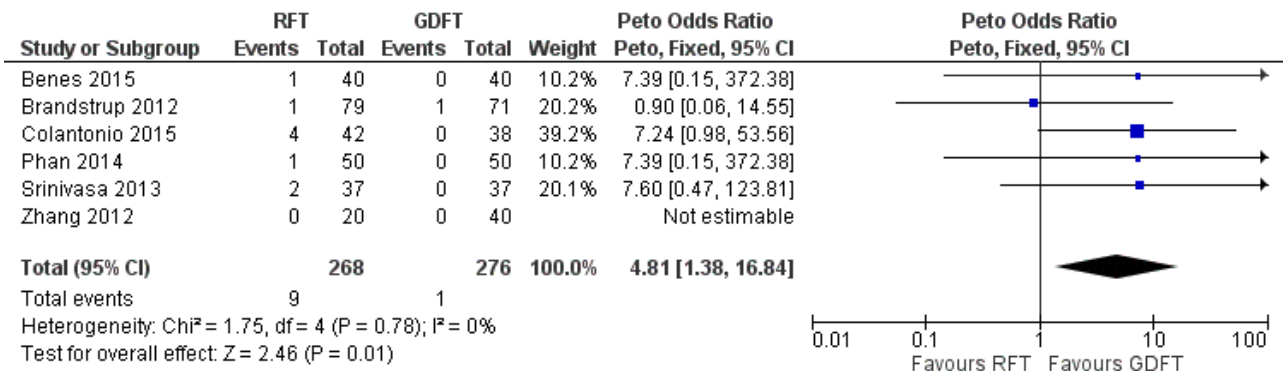 RFT GDFT Peto Odds Ratio Peto Odds Ratio
Study or Subgroup Events Total Events Total Weight Peto, Fixed, 95% CI Peto, Fixed, 95% CI
Benes 2015 1 40 0 40 10.2% 7.39 [0.15, 372.38]
Brandstrup 2012 1 79 1 71 20.2% 0.90 [0.06, 14.55]
Colantonio 2015 4 42 0 38 39.2% 7.24 [0.98, 53.56]
Phan 2014 1 50 0 50 10.2% 7.39 [0.15, 372.38]
Srinivasa 2013 2 37 0 37 20.1% 7.60 [0.47, 123.81]
Zhang 2012 0 20 0 40 Not estimable
Total (95% CI) 268 276 100.0% 4.81 [1.38, 16.84]
Total events 9 1
Heterogeneity: Chi² = 1.75, df = 4 (P = 0.78); I² = 0%
Test for overall effect: Z = 2.46 (P = 0.01)
0.01 0.1 1 10 100
Favours RFT Favours GDFT